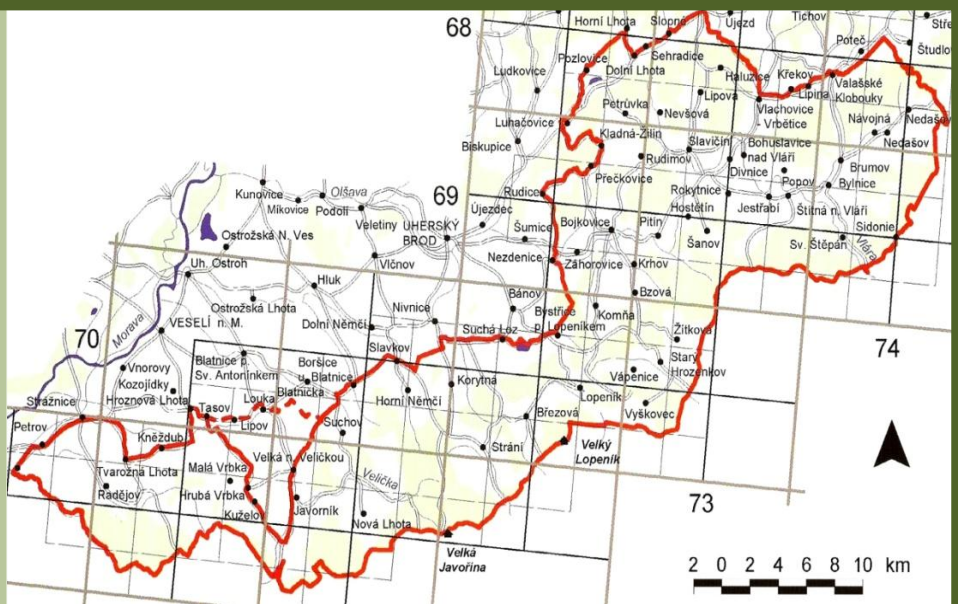 68
Horní Lhota
Slopné
Újezd
Tichov
Stře
Poteč
Študlov
Pozlovice
Sehradice
Dolní Lhota
Haluzice
Křekov
Lipina
Valašské
Klobouky
Ludkovice
Petrůvka
Nevšová
Lipová
Vlachovice
- Vrbětice
Návojná
Nedašov
Nedašov
Luhačovice
Kladná-Žilín
Slavičín
Bohuslavice
nad Vláří
Biskupice
Rudimov
Divnice
Brumov
Přečkovice
Popov
Bylnice
69
Rudice
Rokytnice
Jestřabí
Štítná n. Vláří
Kunovice
Olšava
Míkovice
Podolí
Veletiny
UHERSKÝ
BROD
Újezdec
Šumice
Bojkovice
Pitín
Hostětín
Šanov
Sv. Štěpán
Sidonie
Vlára
Ostrožská N. Ves
Vlčnov
Nezdenice
Záhorovice
Krhov
Uh. Ostroh
Hluk
Bzová
Ostrožská Lhota
Nivnice
Bánov
Bystřice
p. Lopeníkem
Komňa
Žítková
74
70
Morava
VESELÍ n. M.
Dolní Němčí
Suchá Loz
Starý
Hrozenkov
Blatnice p.
Sv. Antonínkem
Boršice
u Blatnice
Slavkov
Vápenice
Vnorovy
Kozojídky
Blatnička
Louka
Korytná
Lopeník
Vyškovec
Hroznová Lhota
Horní Němčí
Strážnice
Tasov
Lipov
Suchov
Březová
Petrov
Kněždub
Velká n. Veličkou
Strání
Velký
Lopeník
Tvarožná Lhota
Malá Vrbka
Velička
Radějov
Hrubá Vrbka
Javorník
73
Kuželov
Nová Lhota
Velká
Javořina
2 0 2 4 6 8 10 km